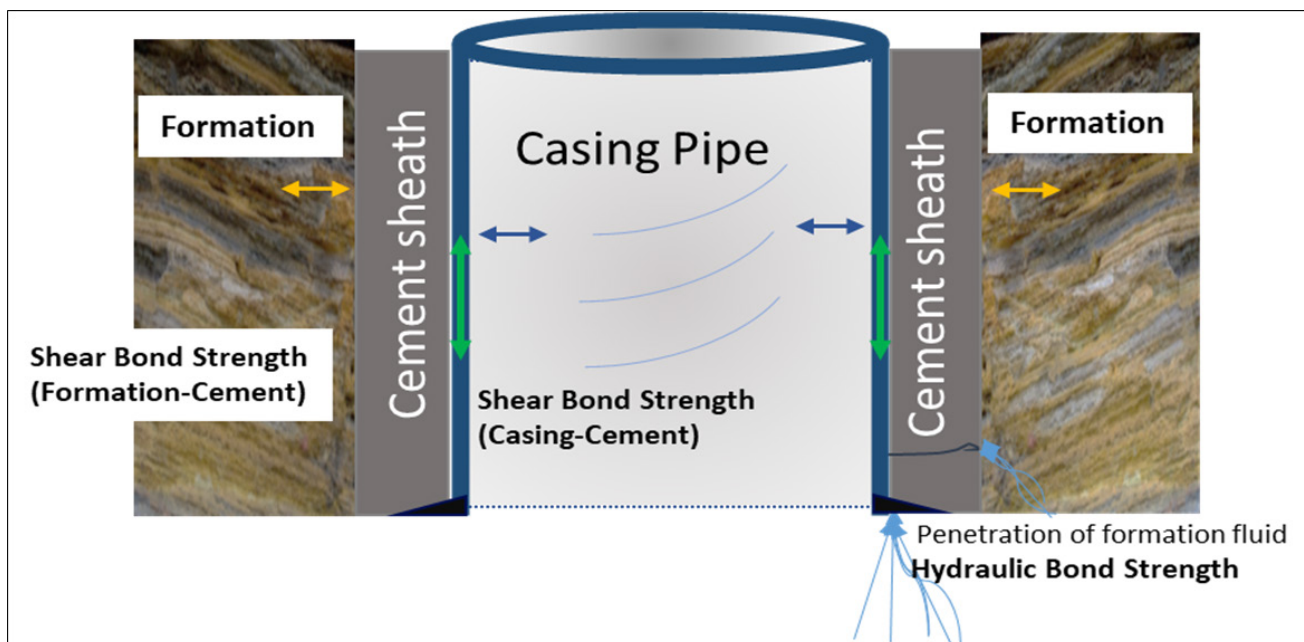 Formation
Cement sheath
Casing Pipe
Cement sheath
Formation
Shear Bond Strength
(Formation-Cement)
Shear Bond Strength
(Casing-Cement)
Penetration of formation fluid
Hydraulic Bond Strength